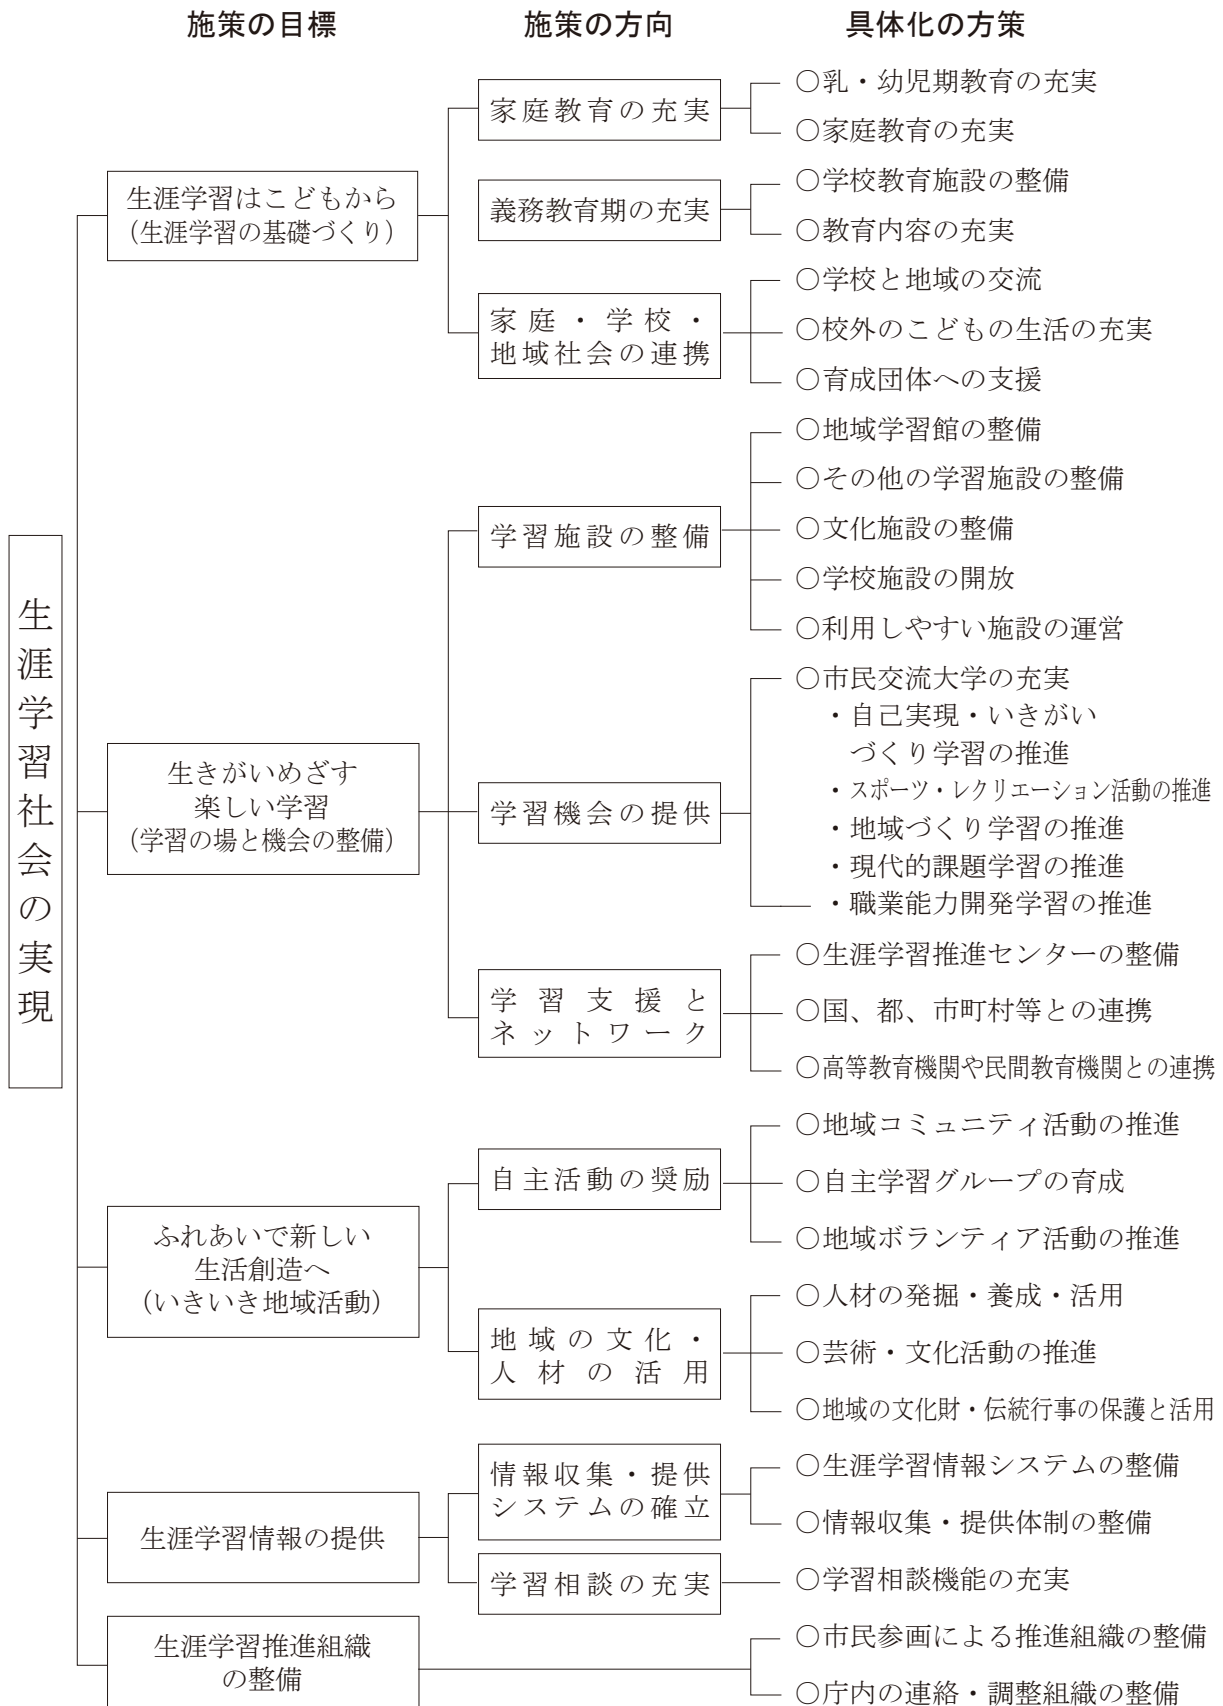 施策の目標
施策の方向
具体化の方策
生涯学習社会の実現
生涯学習はこどもから
（生涯学習の基礎づくり）
家庭教育の充実
○乳・幼児期教育の充実
○家庭教育の充実
義務教育期の充実
○学校教育施設の整備
○教育内容の充実
家庭・学校・
地域社会の連携
○学校と地域の交流
○校外のこどもの生活の充実
○育成団体への支援
生きがいめざす
楽しい学習
（学習の場と機会の整備）
学習施設の整備
○地域学習館の整備
○その他の学習施設の整備
○文化施設の整備
○学校施設の開放
○利用しやすい施設の運営
学習機会の提供
○市民交流大学の充実
・自己実現・いきがい
づくり学習の推進
・スポーツ・レクリエーション活動の推進
・地域づくり学習の推進
・現代的課題学習の推進
・職業能力開発学習の推進
学習支援と
ネットワーク
○生涯学習推進センターの整備
○国、都、市町村等との連携
○高等教育機関や民間教育機関との連携
ふれあいで新しい
生活創造へ
（いきいき地域活動）
自主活動の奨励
○地域コミュニティ活動の推進
○自主学習グループの育成
○地域ボランティア活動の推進
地域の文化・
人材の活用
○人材の発掘・養成・活用
○芸術・文化活動の推進
○地域の文化財・伝統行事の保護と活用
生涯学習情報の提供
情報収集・提供
システムの確立
○生涯学習情報システムの整備
○情報収集・提供体制の整備
学習相談の充実
○学習相談機能の充実
生涯学習推進組織
の整備
○市民参画による推進組織の整備
○庁内の連絡・調整組織の整備